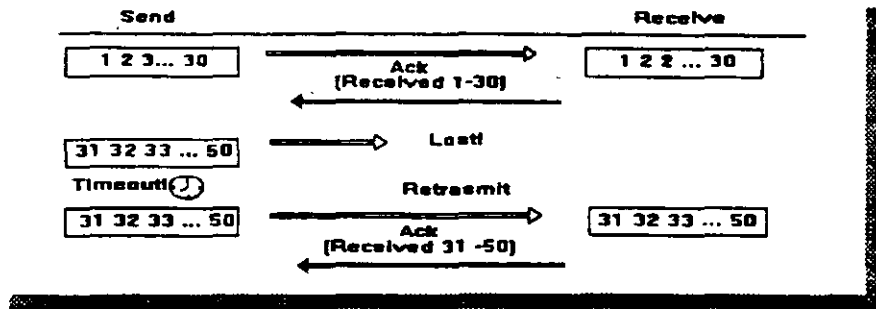 Send Receive
1 2 3... 30 1 2 2 ... 30
Ack
(Received 1-30)
31 32 33 ... 50 Lost!
Timeout!
Retrasmit
31 32 33 ... 50 31 32 33 ... 50
Ack
(Received 31 -50)